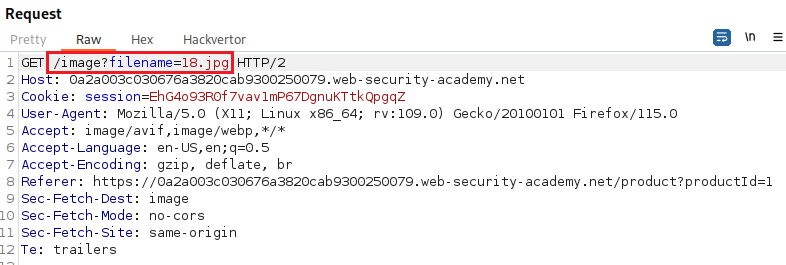 Request
Pretty Raw Hex Hackvertor
\n
1 GET /image?filename=18.jpg HTTP/2
2 Host: 0a2a003c030676a3820cab9300250079.web-security-academy.net
3 Cookie: session=EhG4o93R0f7vav1mP67DgnuKTtkQpgqZ
4 User-Agent: Mozilla/5.0 (X11; Linux x86_64; rv:109.0) Gecko/20100101 Firefox/115.0
5 Accept: image/avif,image/webp,*/*
6 Accept-Language: en-US,en;q=0.5
7 Accept-Encoding: gzip, deflate, br
8 Referer: https://0a2a003c030676a3820cab9300250079.web-security-academy.net/product?productId=1
9 Sec-Fetch-Dest: image
10 Sec-Fetch-Mode: no-cors
11 Sec-Fetch-Site: same-origin
12 Te: trailers